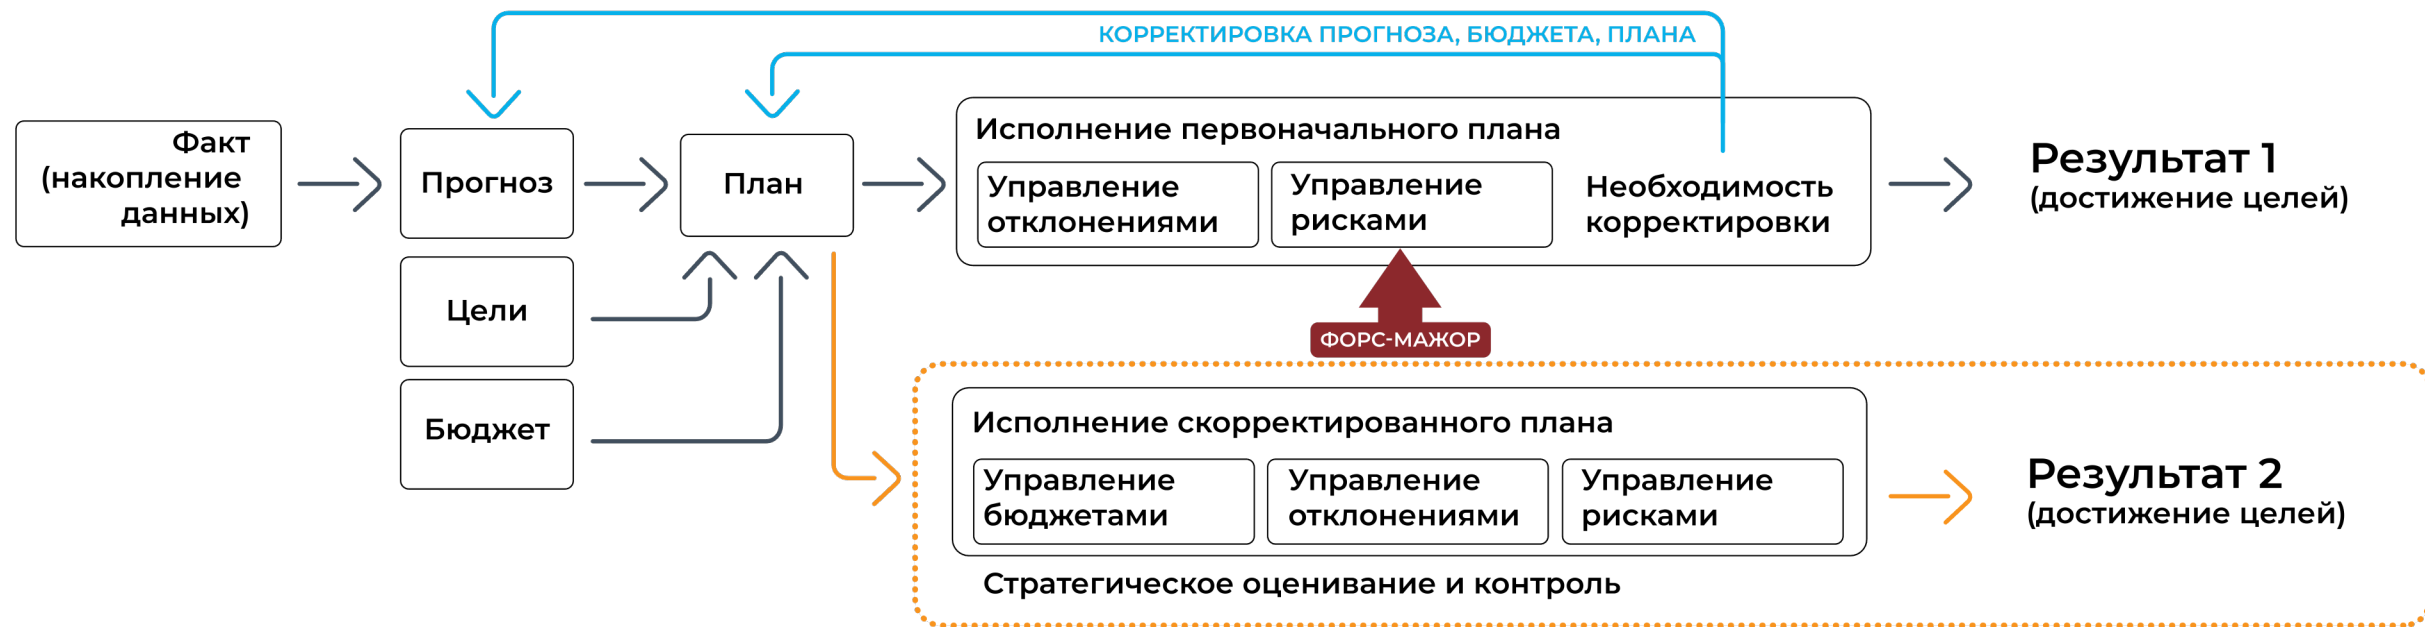 КОРРЕКТИРОВКА ПРОГНОЗА, БЮДЖЕТА, ПЛАНА
Факт
(накопление
данных)
Прогноз
План
Исполнение первоначального плана
Управление
отклонениями
Управление
рисками
Необходимость
корректировки
Результат 1
(достижение целей)
Цели
ФОРС-МАЖОР
Бюджет
Исполнение скорректированного плана
Управление
бюджетами
Управление
отклонениями
Управление
рисками
Стратегическое оценивание и контроль
Результат 2
(достижение целей)